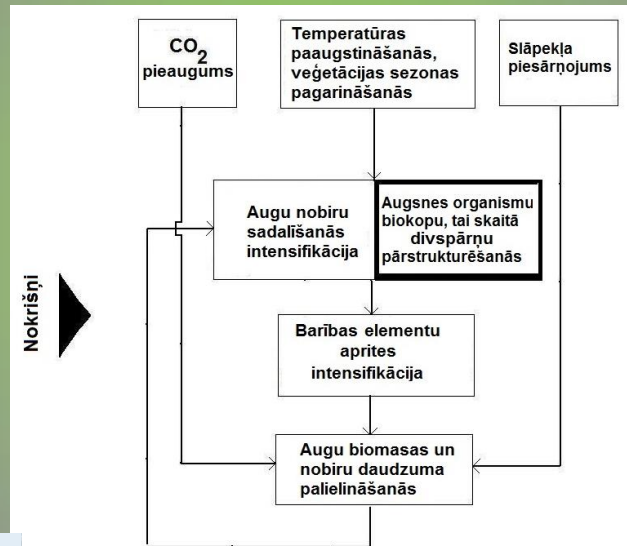 CO2
pieaugums
Temperatūras
paaugstināšanās,
veģetācijas sezonas
pagarināšanās
Slāpekļa
piesārņojums
Augu nobiru
sadalīšanās
intensifikācija
Augsnes organismu
biokopu, tai skaitā
divspārņu
pārstrukturēšanās
Nokrišņi
Barības elementu
aprites
intensifikācija
Augu biomasas un
nobiru daudzuma
palielināšanās